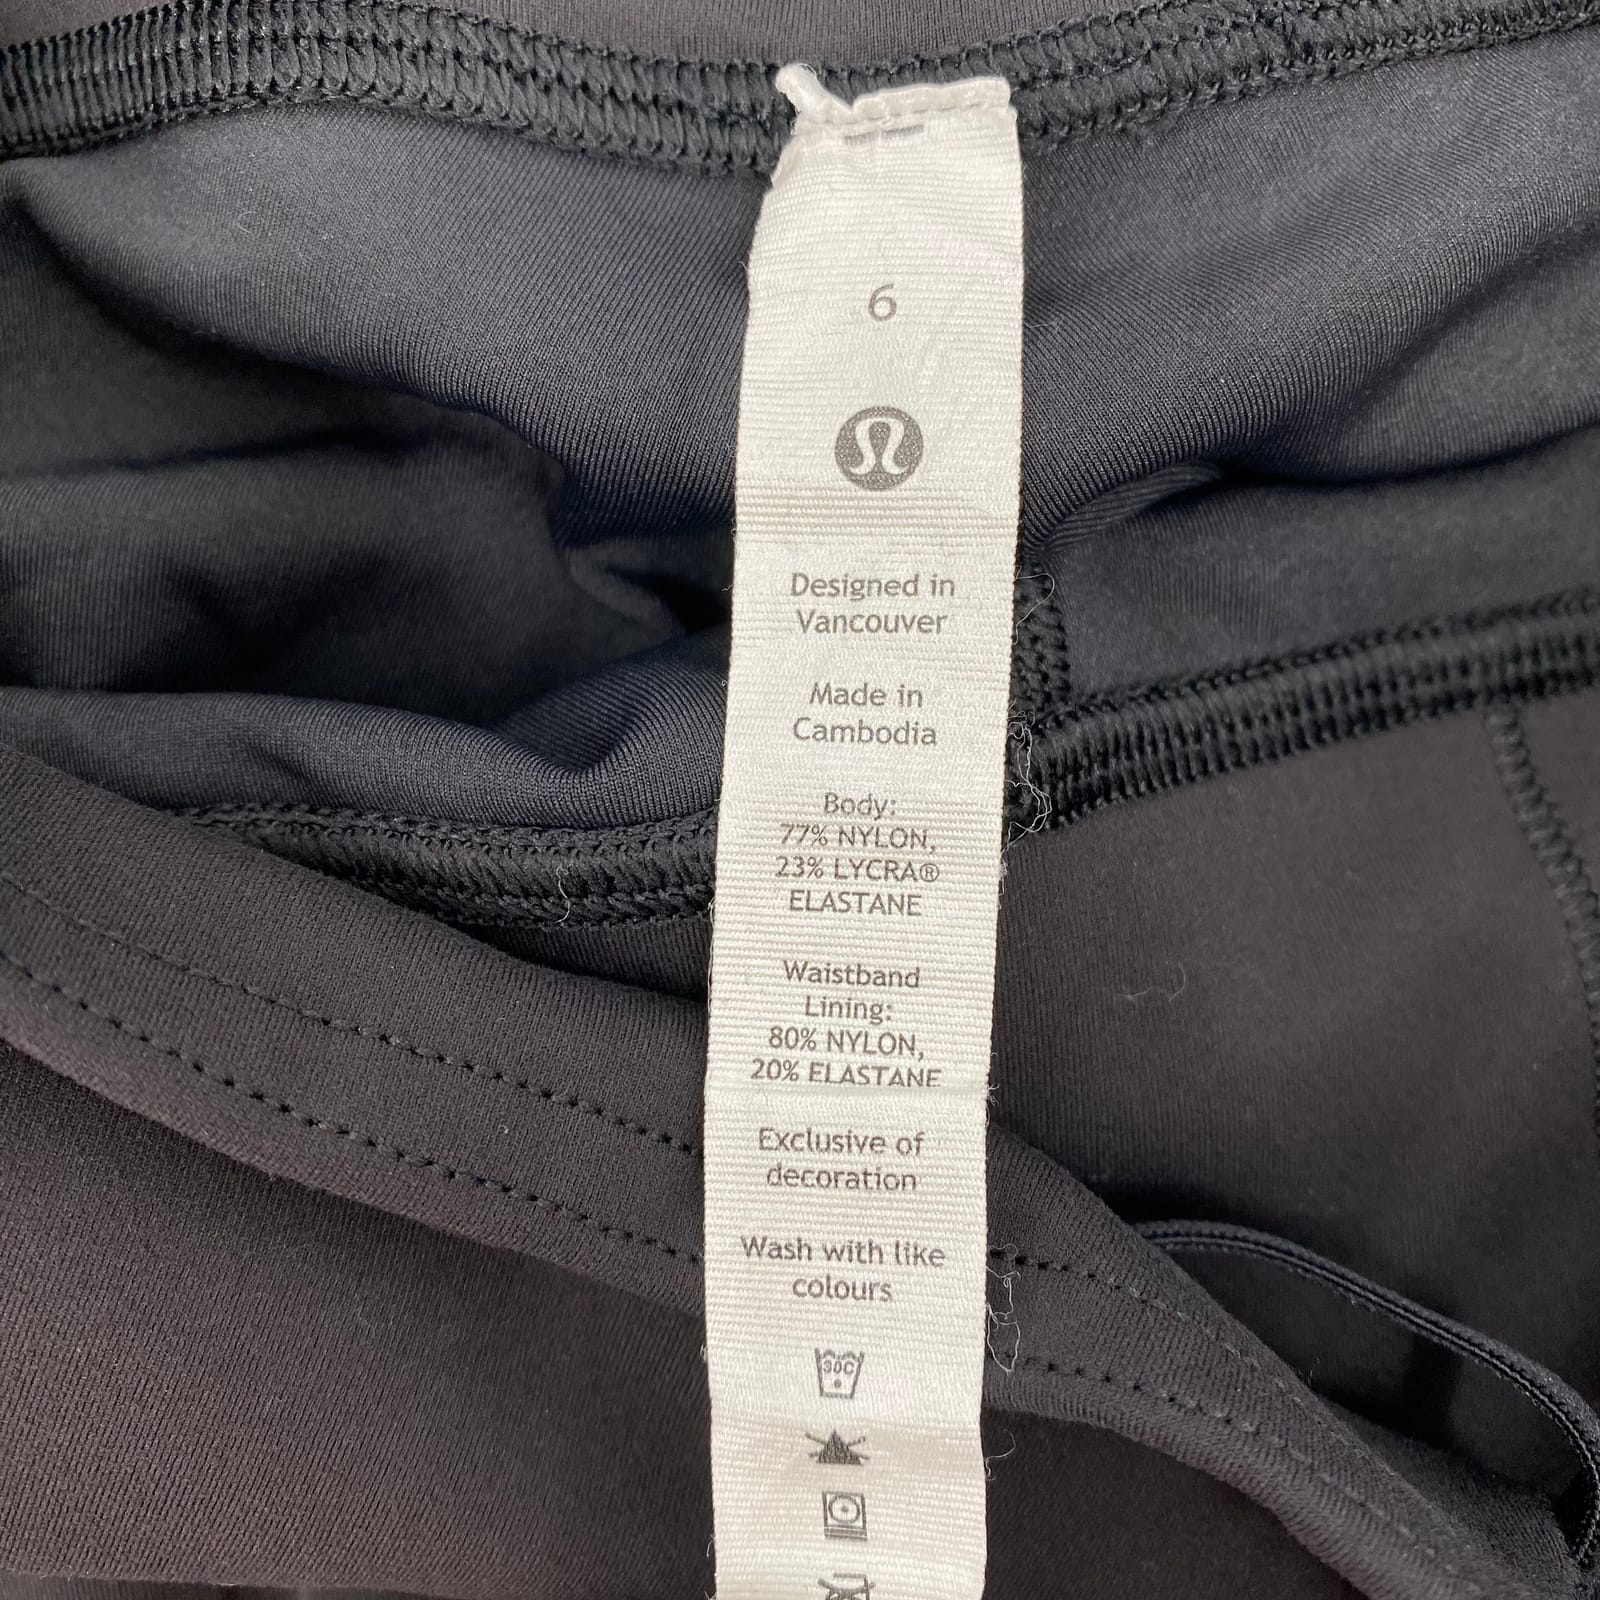 6
Designed in
Vancouver
Made in
Cambodia
Body:
77% NYLON,
23% LYCRA®
ELASTANE
Waistband
Lining:
80% NYLON,
20% ELASTANE
Exclusive of
decoration
Wash with like
colours
30C